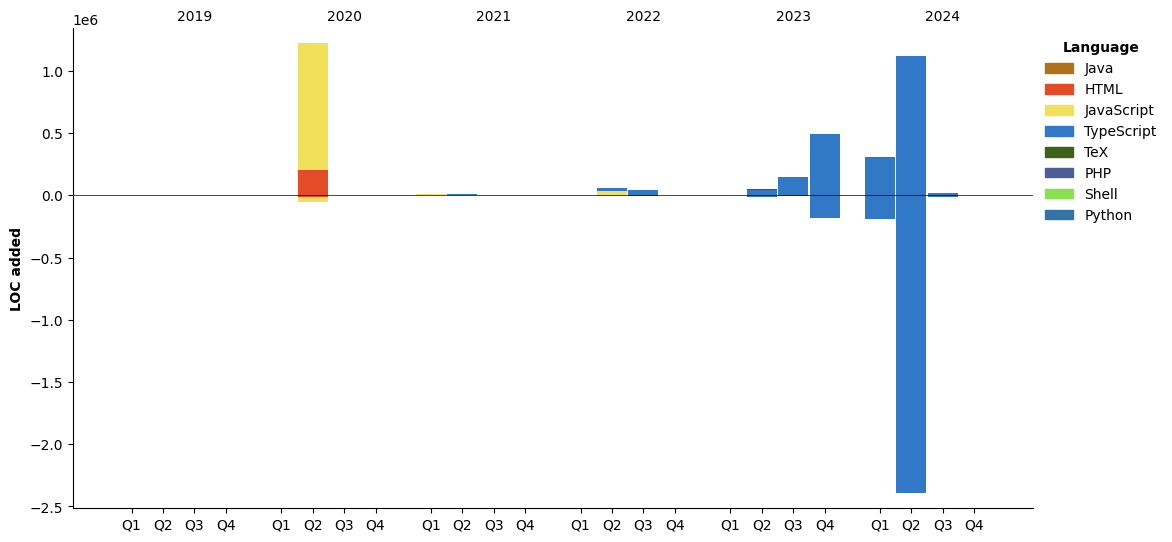 1e6
2019 2020 2021 2022 2023 2024
Language
Java
HTML
JavaScript
TypeScript
TeX
PHP
Shell
Python
LOC added
1.0
0.5
0.0
−0.5
−1.0
−1.5
−2.0
−2.5
Q1 Q2 Q3 Q4 Q1 Q2 Q3 Q4 Q1 Q2 Q3 Q4 Q1 Q2 Q3 Q4 Q1 Q2 Q3 Q4 Q1 Q2 Q3 Q4